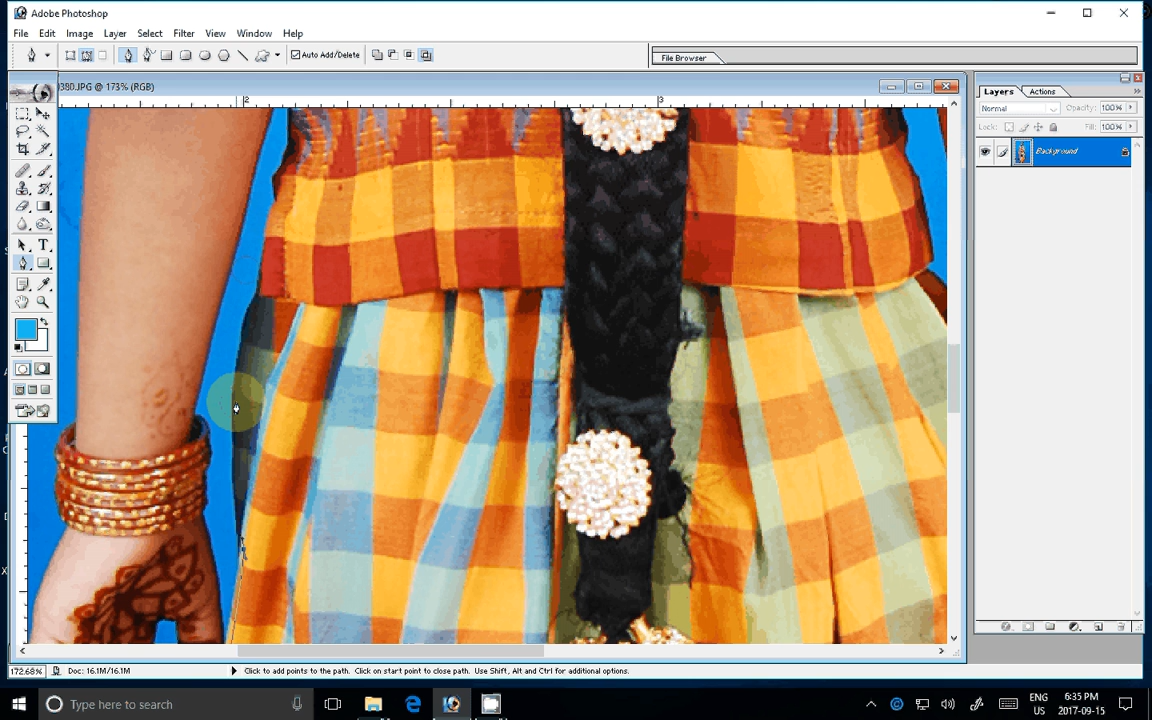 Adobe Photoshop
File Edit Image Layer Select Filter View Window Help
Auto Add/Delete
File Browser
380.JPG @ 173% (RGB)
2
3
Layers Actions
Normal Opacity: 100%
Lock: Fill: 100%
Background
T
172.68% Doc: 16.1M/16.1M Click to add points to the path. Click on start point to close path. Use Shift, Alt and Ctrl for additional options.
Type here to search
ENG
US
6:35 PM
2017-09-15